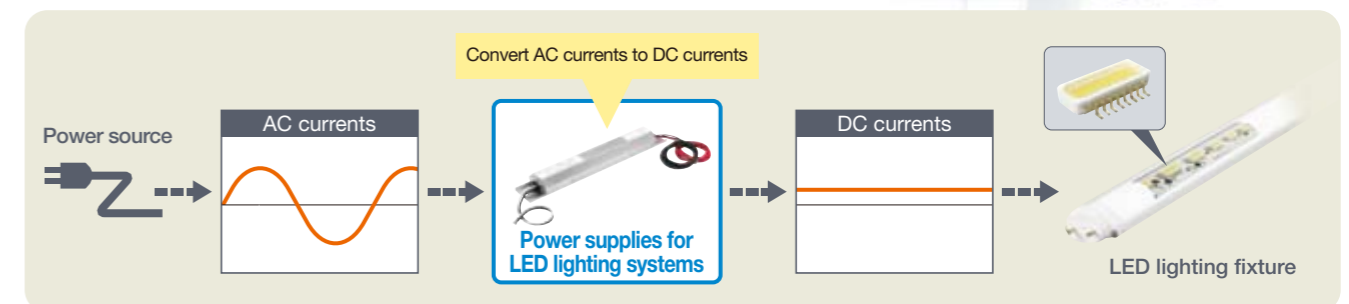 Convert AC currents to DC currents
Power source
AC currents
DC currents
Power supplies for
LED lighting systems
LED lighting fixture